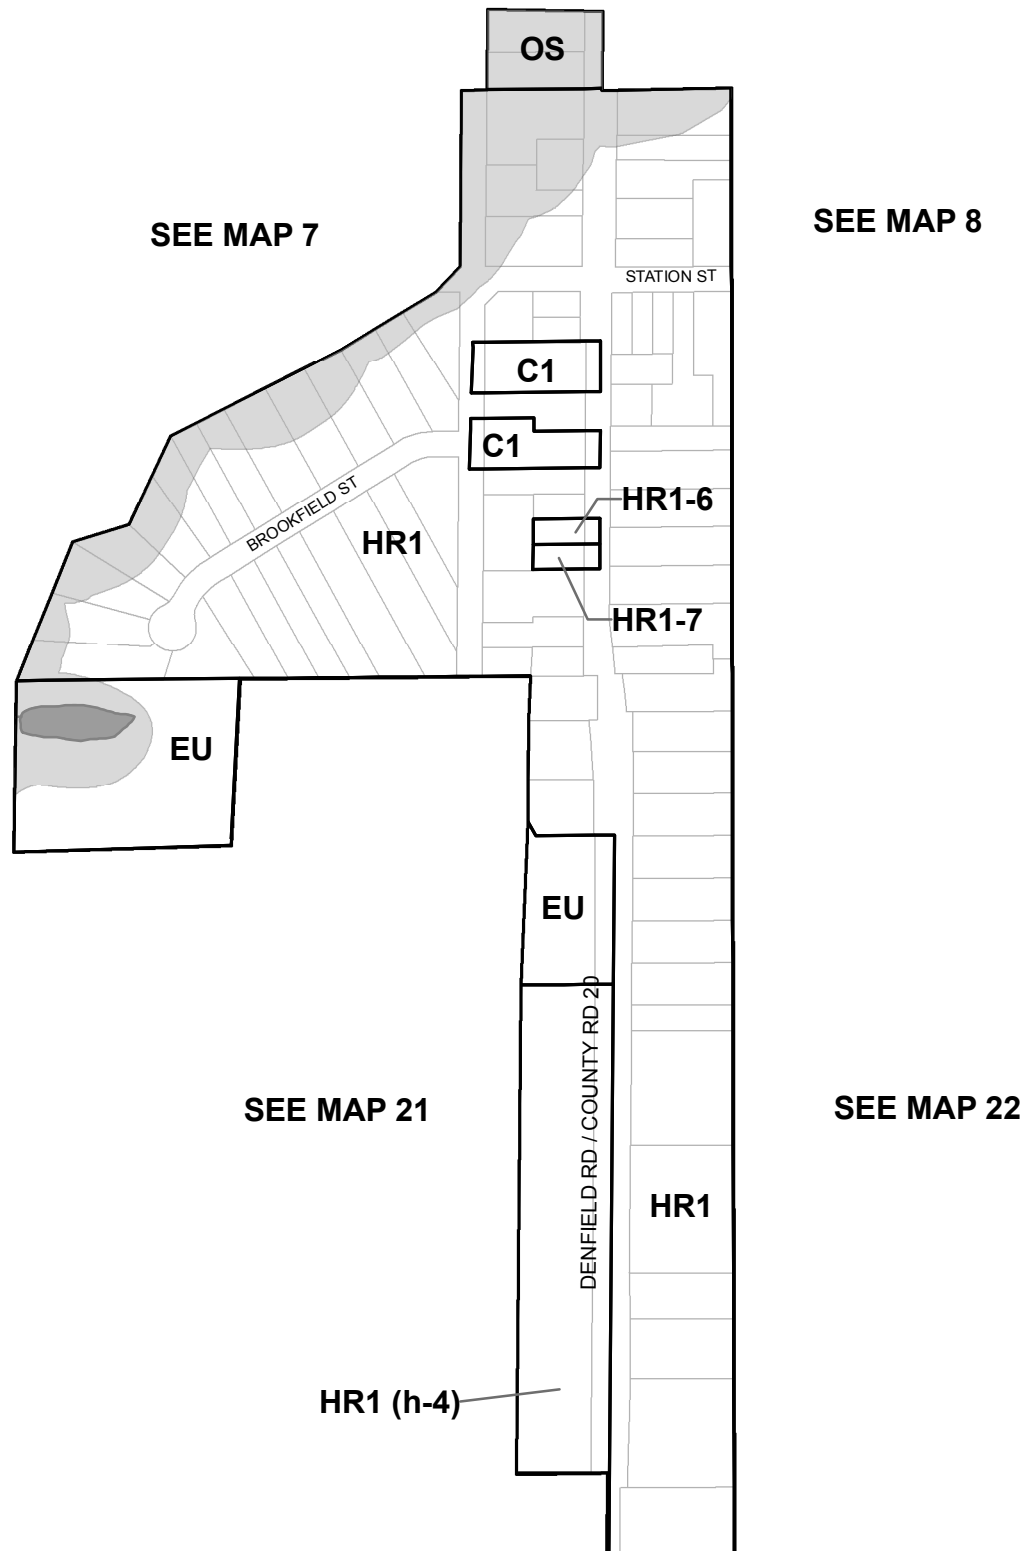 OS
SEE MAP 7
SEE MAP 8
STATION ST
C1
C1
BROOKFIELD ST
HR1-6
HR1
HR1-7
EU
EU
DENFIELD RD / COUNTY RD 20
SEE MAP 21
SEE MAP 22
HR1
HR1 (h-4)